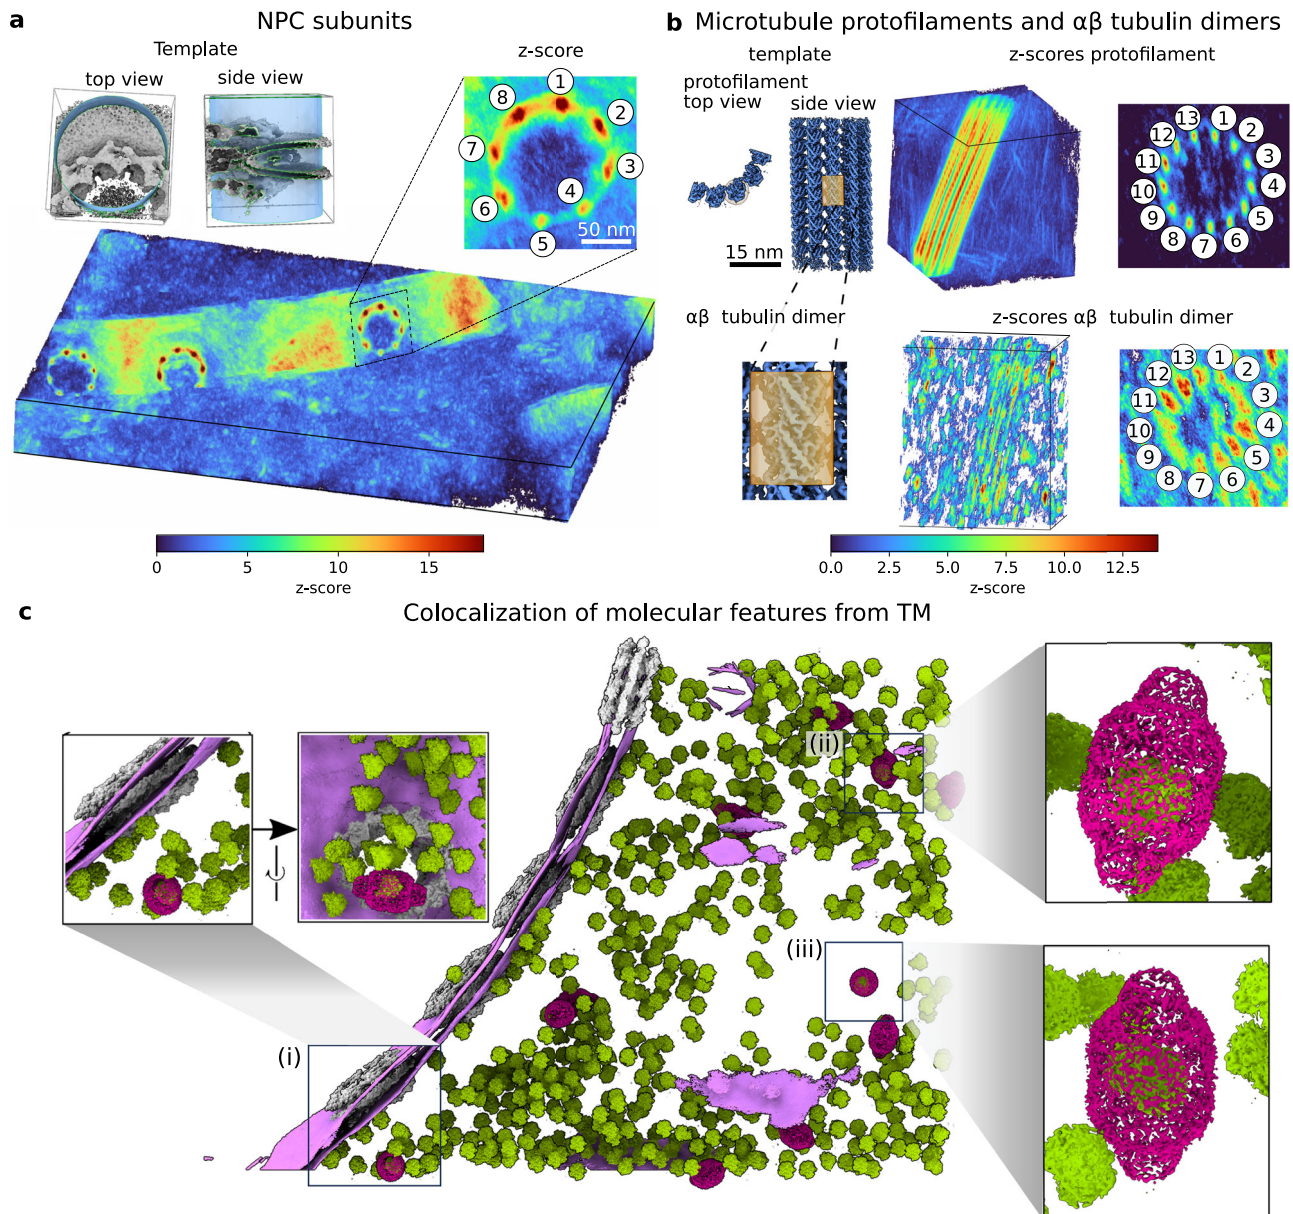 a
NPC subunits
Template
top view
side view
z-score
1
2
3
4
5
6
7
8
50 nm
0
5
10
15
z-score
b
Microtubule protofilaments and αβ tubulin dimers
template
protofilament
top view
side view
15 nm
z-scores protofilament
1
2
3
4
5
6
7
8
9
10
11
12
13
αβ tubulin dimer
z-scores αβ tubulin dimer
1
2
3
4
5
6
7
8
9
10
11
12
13
0.0
2.5
5.0
7.5
10.0
12.5
z-score
c
Colocalization of molecular features from TM
(i)
(ii)
(iii)